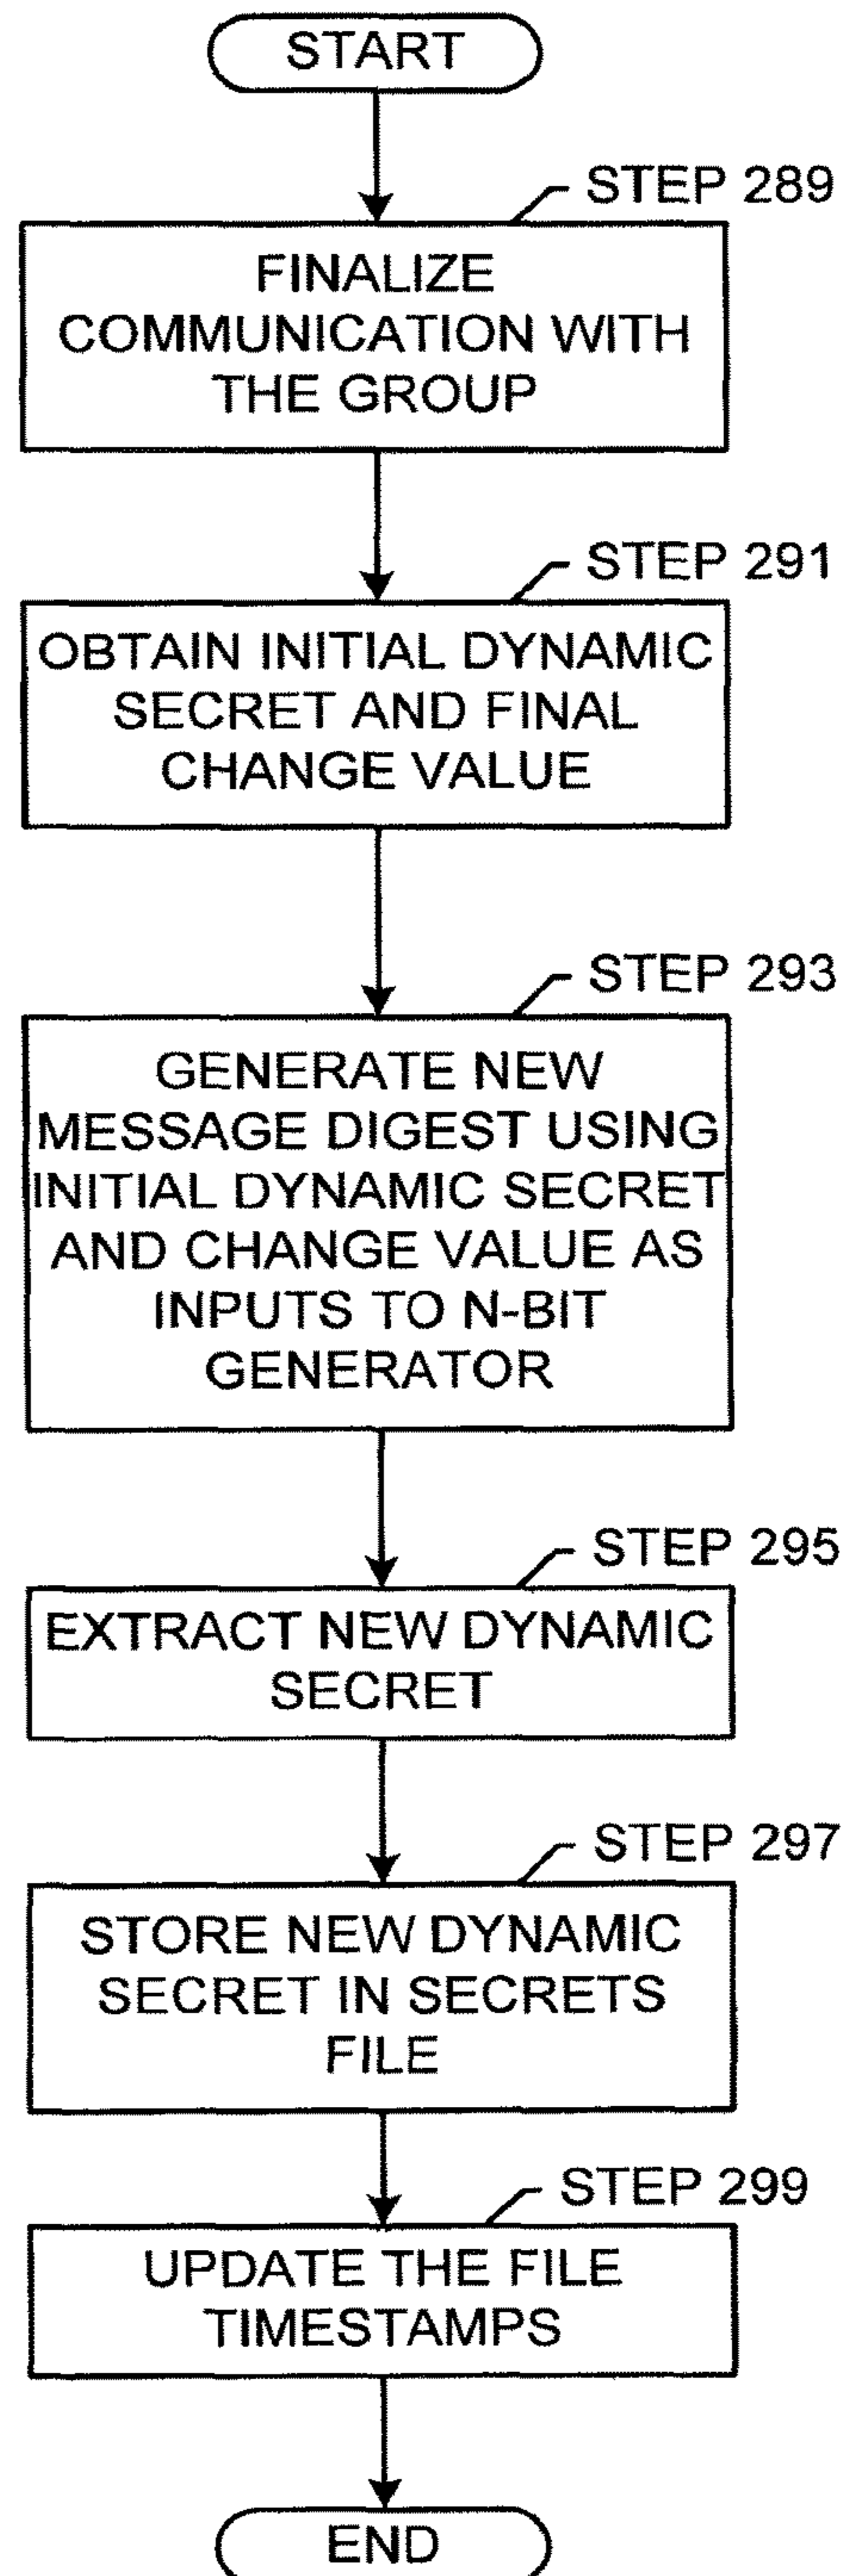 START
STEP 289
FINALIZE
COMMUNICATION WITH
THE GROUP
STEP 291
OBTAIN INITIAL DYNAMIC
SECRET AND FINAL
CHANGE VALUE
STEP 293
GENERATE NEW
MESSAGE DIGEST USING
INITIAL DYNAMIC SECRET
AND CHANGE VALUE AS
INPUTS TO N-BIT
GENERATOR
STEP 295
EXTRACT NEW DYNAMIC
SECRET
STEP 297
STORE NEW DYNAMIC
SECRET IN SECRETS
FILE
STEP 299
UPDATE THE FILE
TIMESTAMPS
END